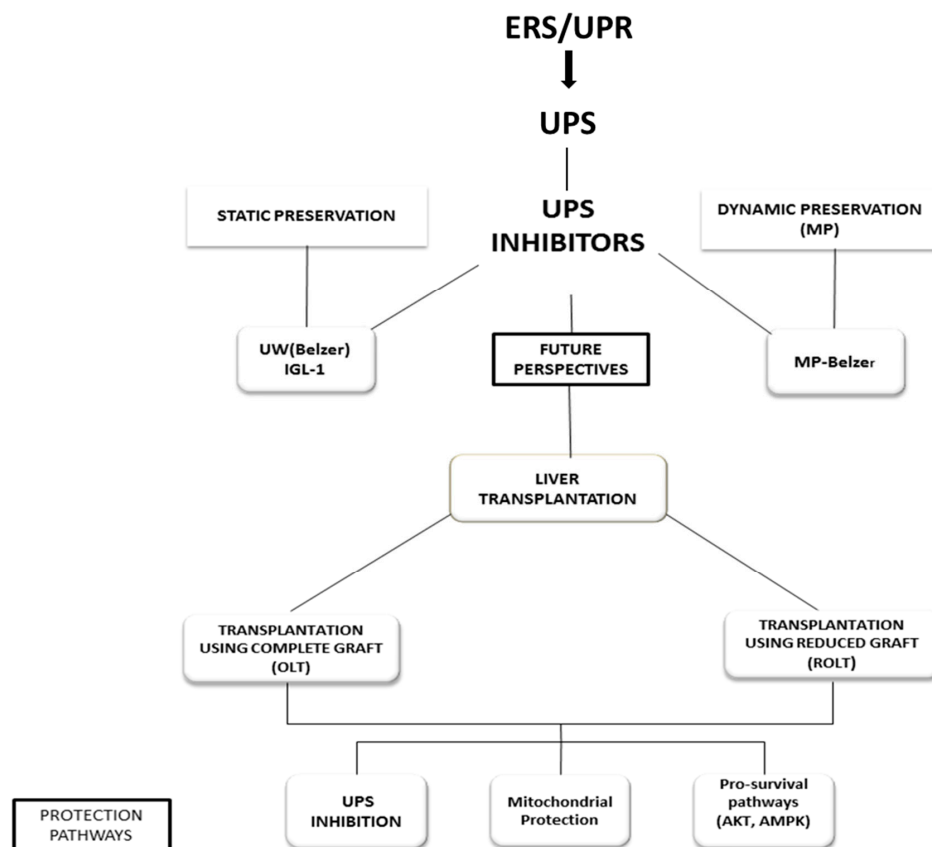 ERS/UPR
UPS
STATIC PRESERVATION
UPS
INHIBITORS
DYNAMIC PRESERVATION
(MP)
UW(Belzer)
IGL-1
FUTURE
PERSPECTIVES
MP-Belzer
LIVER
TRANSPLANTATION
TRANSPLANTATION
USING COMPLETE GRAFT
(OLT)
TRANSPLANTATION
USING REDUCED GRAFT
(ROLT)
UPS
INHIBITION
Mitochondrial
Protection
Pro-survival
pathways
(AKT, AMPK)
PROTECTION
PATHWAYS